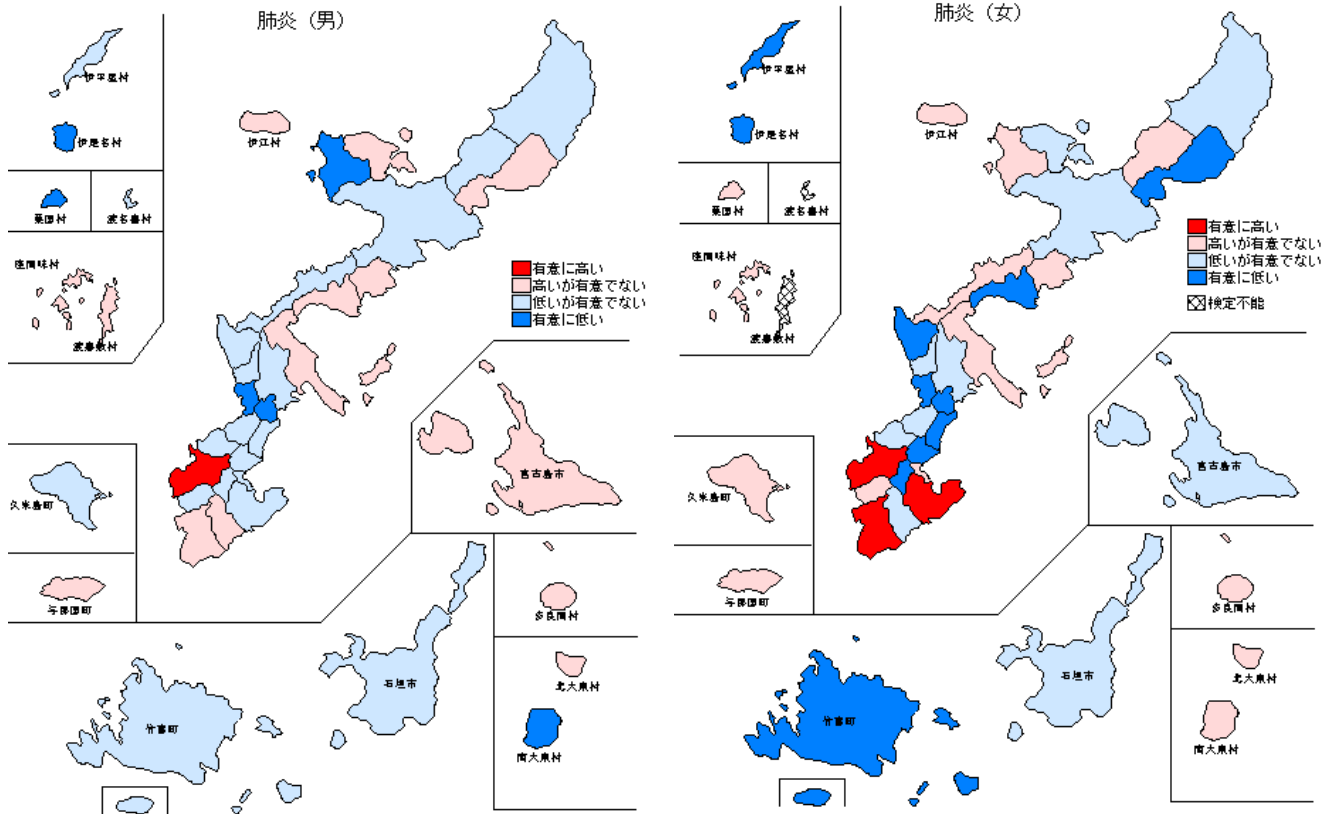 肺炎（男）
伊平屋村
伊是名村
伊江村
粟国村
渡名喜村
座間味村
渡嘉敷村
有意に高い
高いが有意でない
低いが有意でない
有意に低い
久米島町
宮古島市
与那国町
多良間村
北大東村
南大東村
石垣市
竹富町
肺炎（女）
伊平屋村
伊是名村
伊江村
粟国村
渡名喜村
座間味村
渡嘉敷村
有意に高い
高いが有意でない
低いが有意でない
有意に低い
検定不能
久米島町
宮古島市
与那国町
多良間村
北大東村
南大東村
石垣市
竹富町